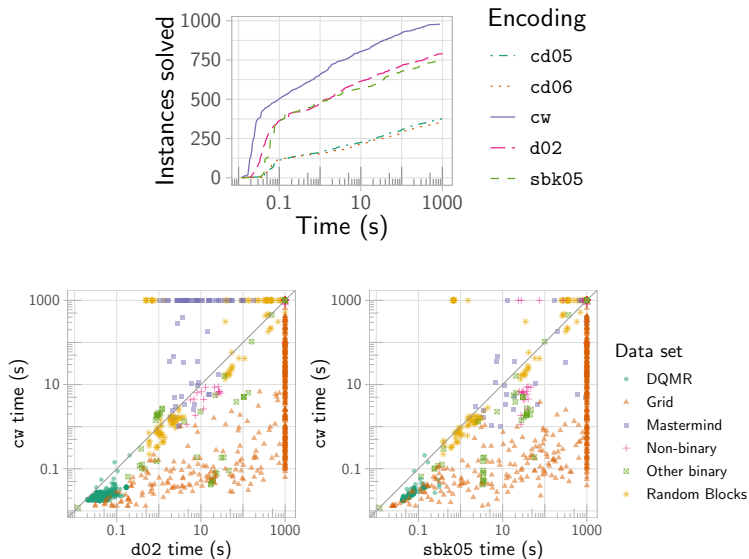 Encoding
Instances solved
1000
750
500
250
0
cd05
cd06
cw
d02
sbk05
0.1
10
1000
Time (s)
cw time (s)
1000
10
0.1
0.1
10
1000
d02 time (s)
cw time (s)
1000
10
0.1
0.1
10
1000
sbk05 time (s)
Data set
DQMR
Grid
Mastermind
Non-binary
Other binary
Random Blocks